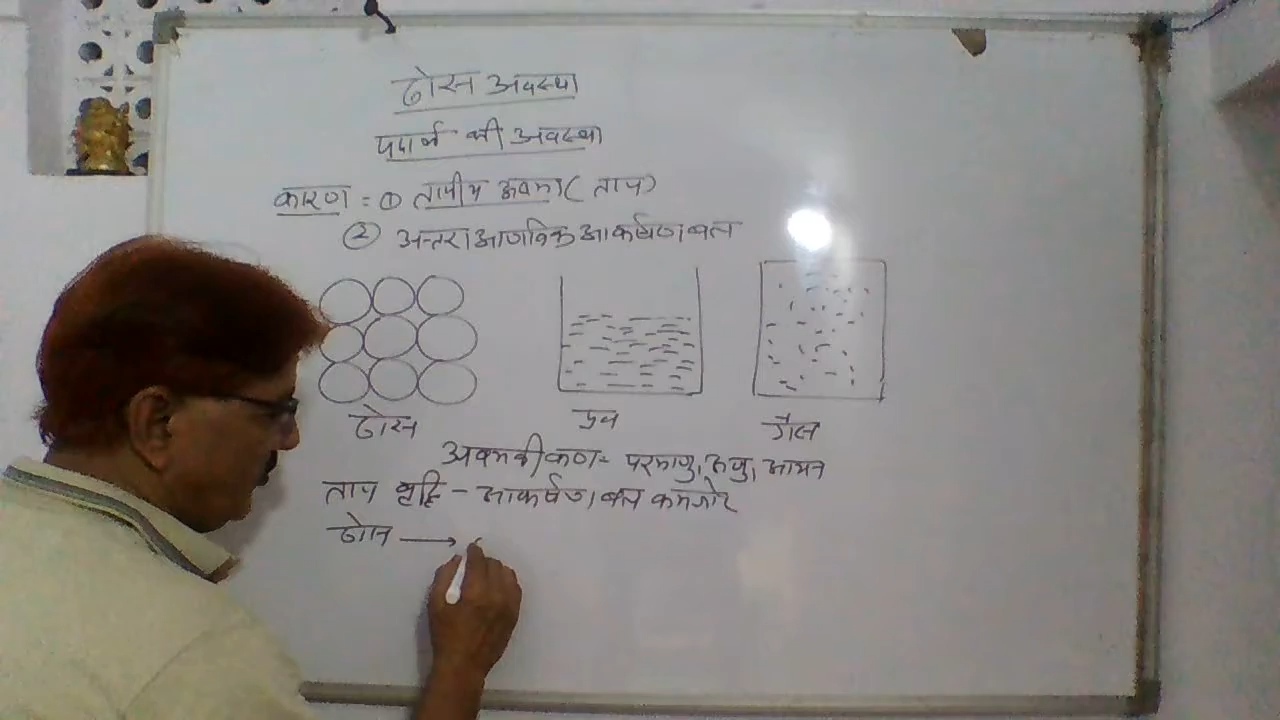 ठोस अवस्था
पदार्थ की अवस्था
कारण = ① तापीय ऊर्जा (ताप)
② अन्तराआणविक आकर्षण बल
ठोस द्रव गैस
अवयवी कण = परमाणु, अणु, आयन
ताप वृद्धि - आकर्षण बल कमजोर
ठोस →